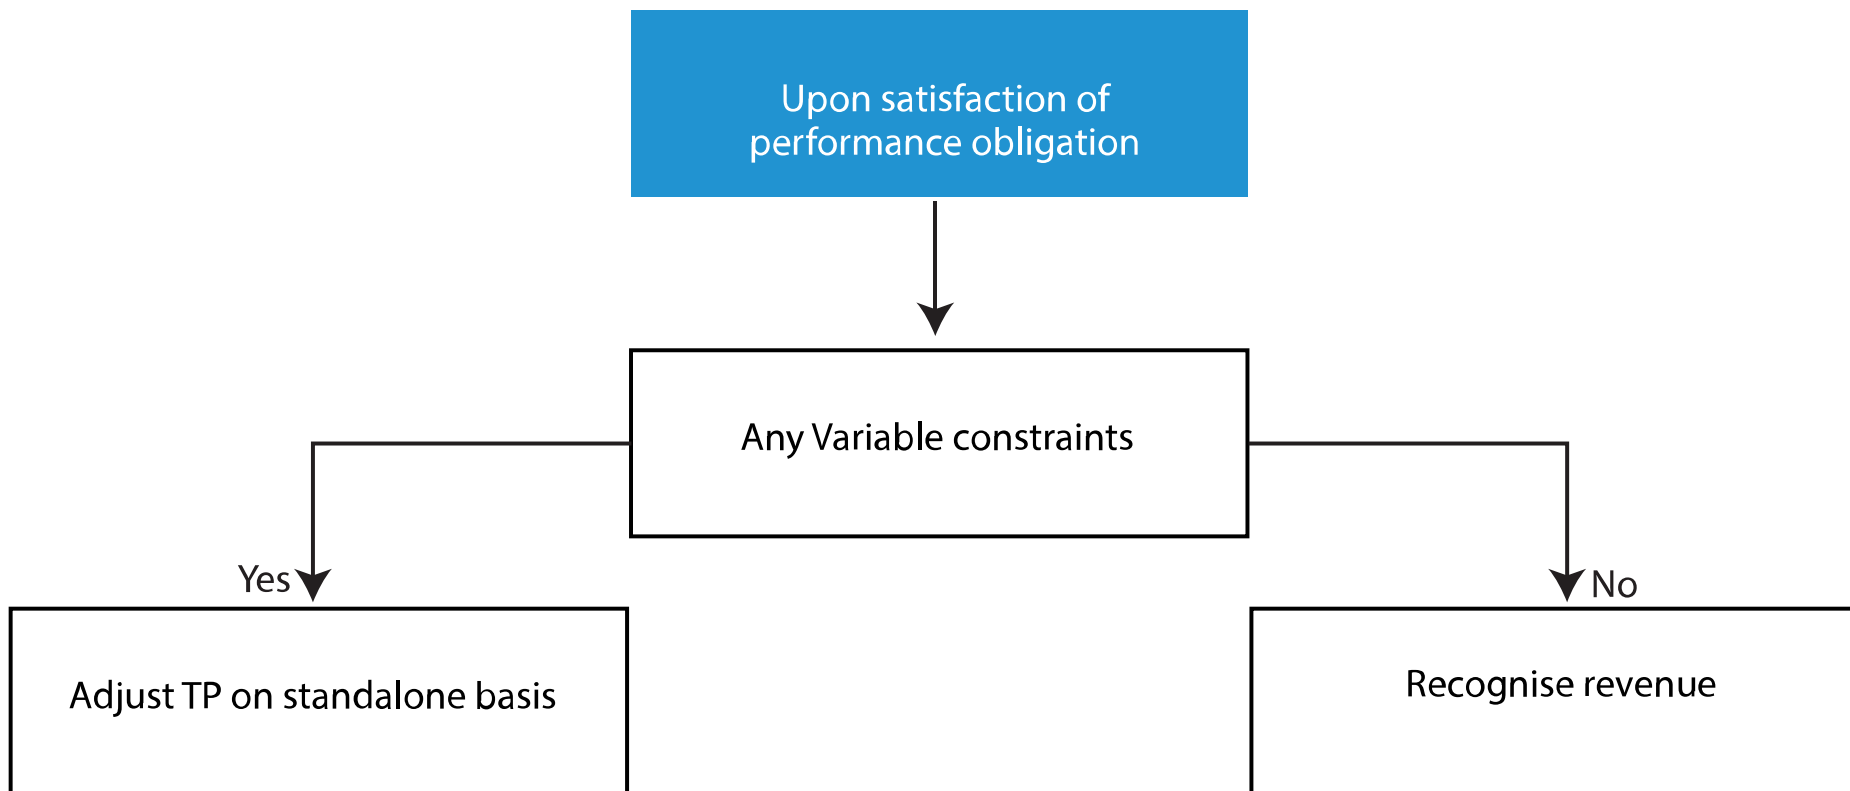 Upon satisfaction of
performance obligation
Any Variable constraints
Yes
No
Adjust TP on standalone basis
Recognise revenue